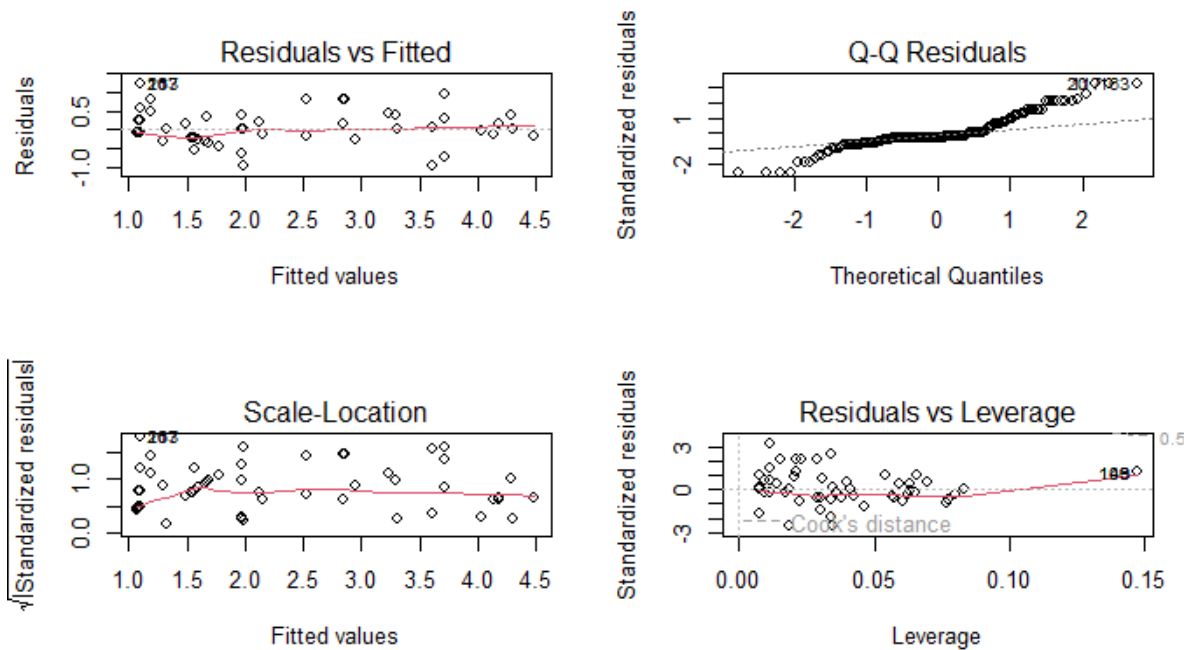 Residuals vs Fitted
Residuals
0.5
-1.0
1.0 1.5 2.0 2.5 3.0 3.5 4.0 4.5
Fitted values
Q-Q Residuals
Standardized residuals
1
-2
-2 -1 0 1 2
Theoretical Quantiles
Scale-Location
√|Standardized residuals|
1.0
0.0
1.0 1.5 2.0 2.5 3.0 3.5 4.0 4.5
Fitted values
Residuals vs Leverage
Standardized residuals
3
0
-3
0.5
Cook's distance
0.00 0.05 0.10 0.15
Leverage